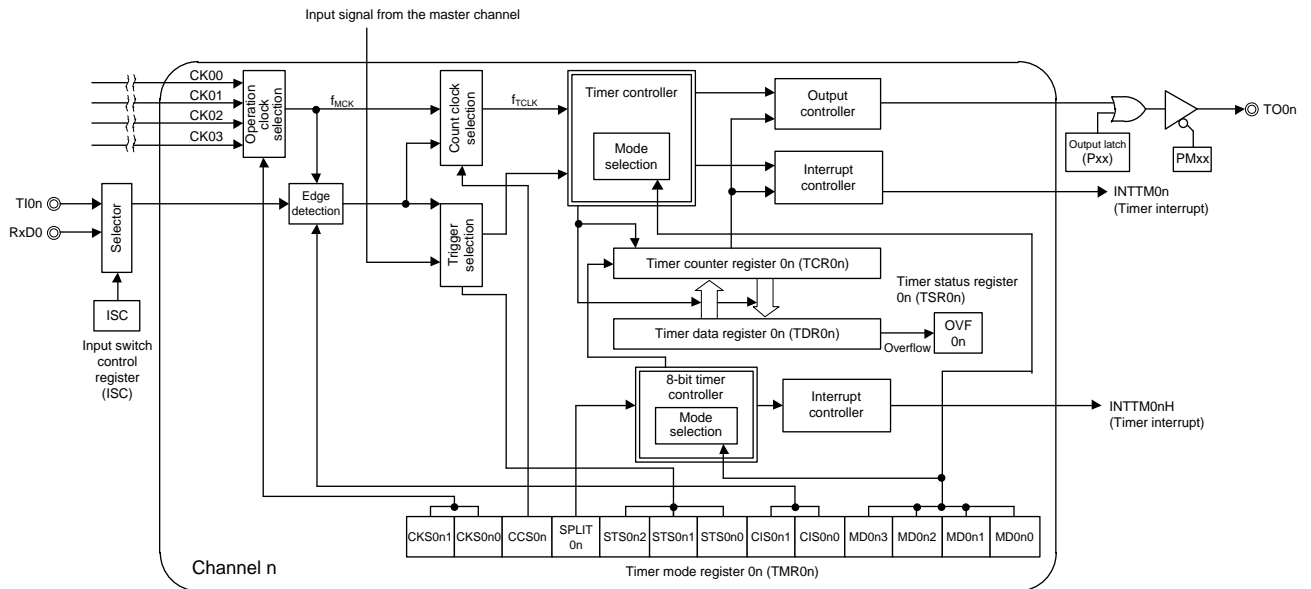 Input signal from the master channel
CK00
CK01
CK02
CK03
Operation
clock
selection
fMCK
Count clock
selection
fTCLK
Timer controller
Mode
selection
Output
controller
TO0n
Output latch
(Pxx)
PMxx
Interrupt
controller
INTTM0n
(Timer interrupt)
TI0n
RxD0
Selector
Edge
detection
Trigger
selection
ISC
Input switch
control
register
(ISC)
Timer counter register 0n (TCR0n)
Timer status register
0n (TSR0n)
Timer data register 0n (TDR0n)
Overflow
OVF
0n
8-bit timer
controller
Mode
selection
Interrupt
controller
INTTM0nH
(Timer interrupt)
CKS0n1 CKS0n0 CCS0n SPLIT STS0n2 STS0n1 STS0n0 CIS0n1 CIS0n0 MD0n3 MD0n2 MD0n1 MD0n0
0n
Channel n
Timer mode register 0n (TMR0n)